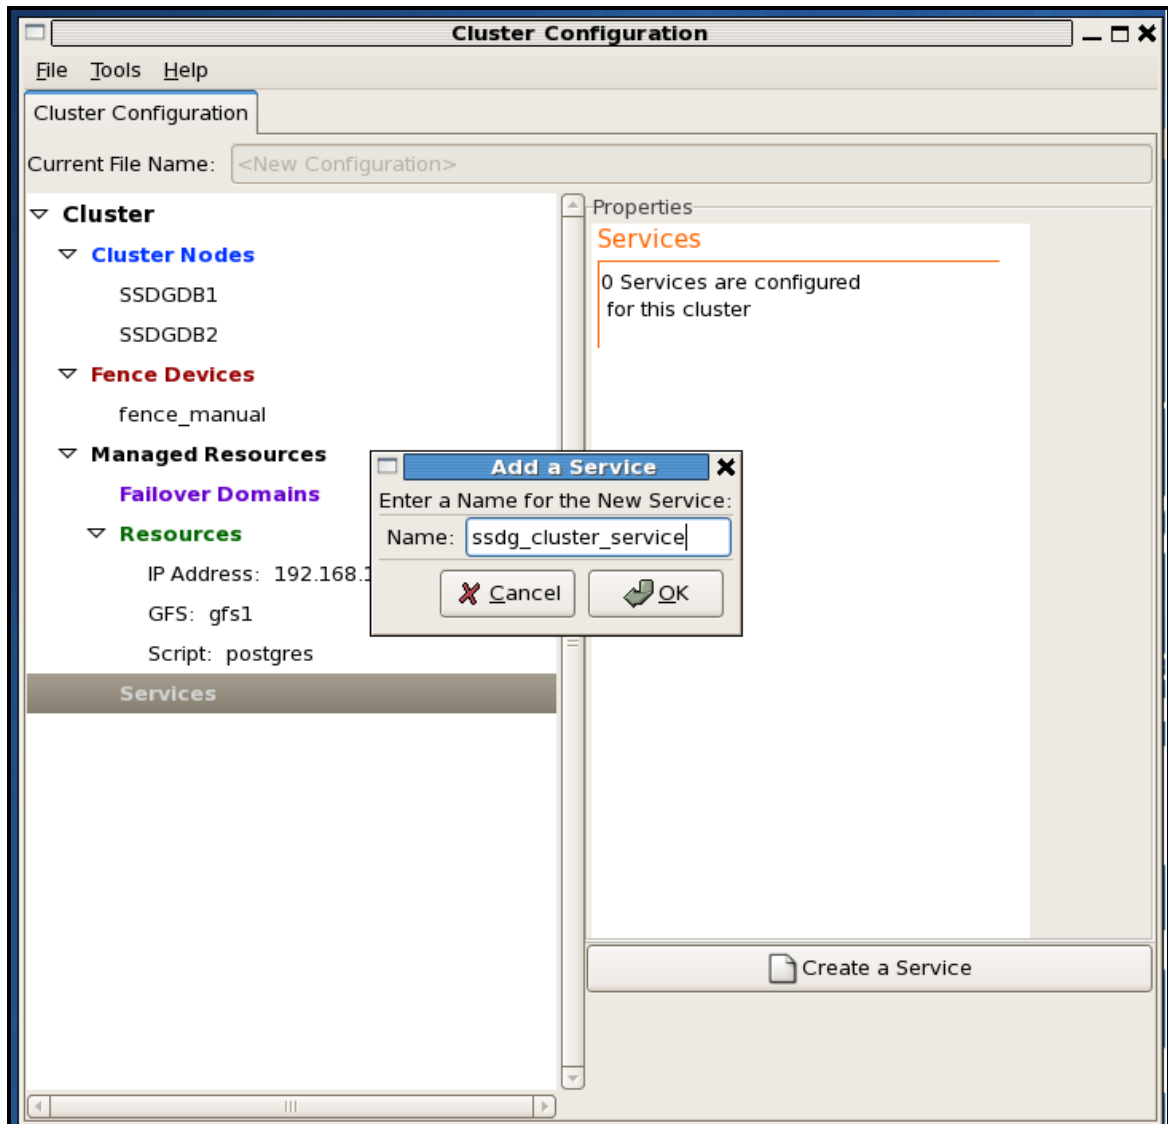 Cluster Configuration
File Tools Help
Cluster Configuration
Current File Name: <New Configuration>
Cluster
Cluster Nodes
SSDGDB1
SSDGDB2
Fence Devices
fence_manual
Managed Resources
Failover Domains
Resources
IP Address: 192.168.1
GFS: gfs1
Script: postgres
Services
Properties
Services
0 Services are configured
for this cluster
Create a Service
Add a Service
Enter a Name for the New Service:
Name: ssdg_cluster_service
Cancel OK